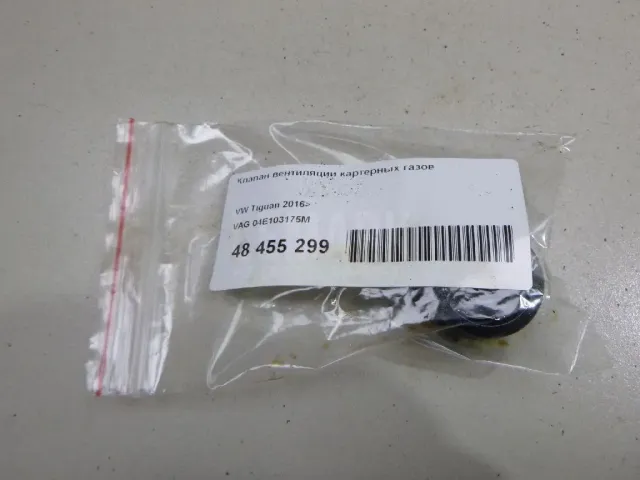 Клапан вентиляции картерных газов
VW Tiguan 2016>
VAG 04E103175M
48 455 299